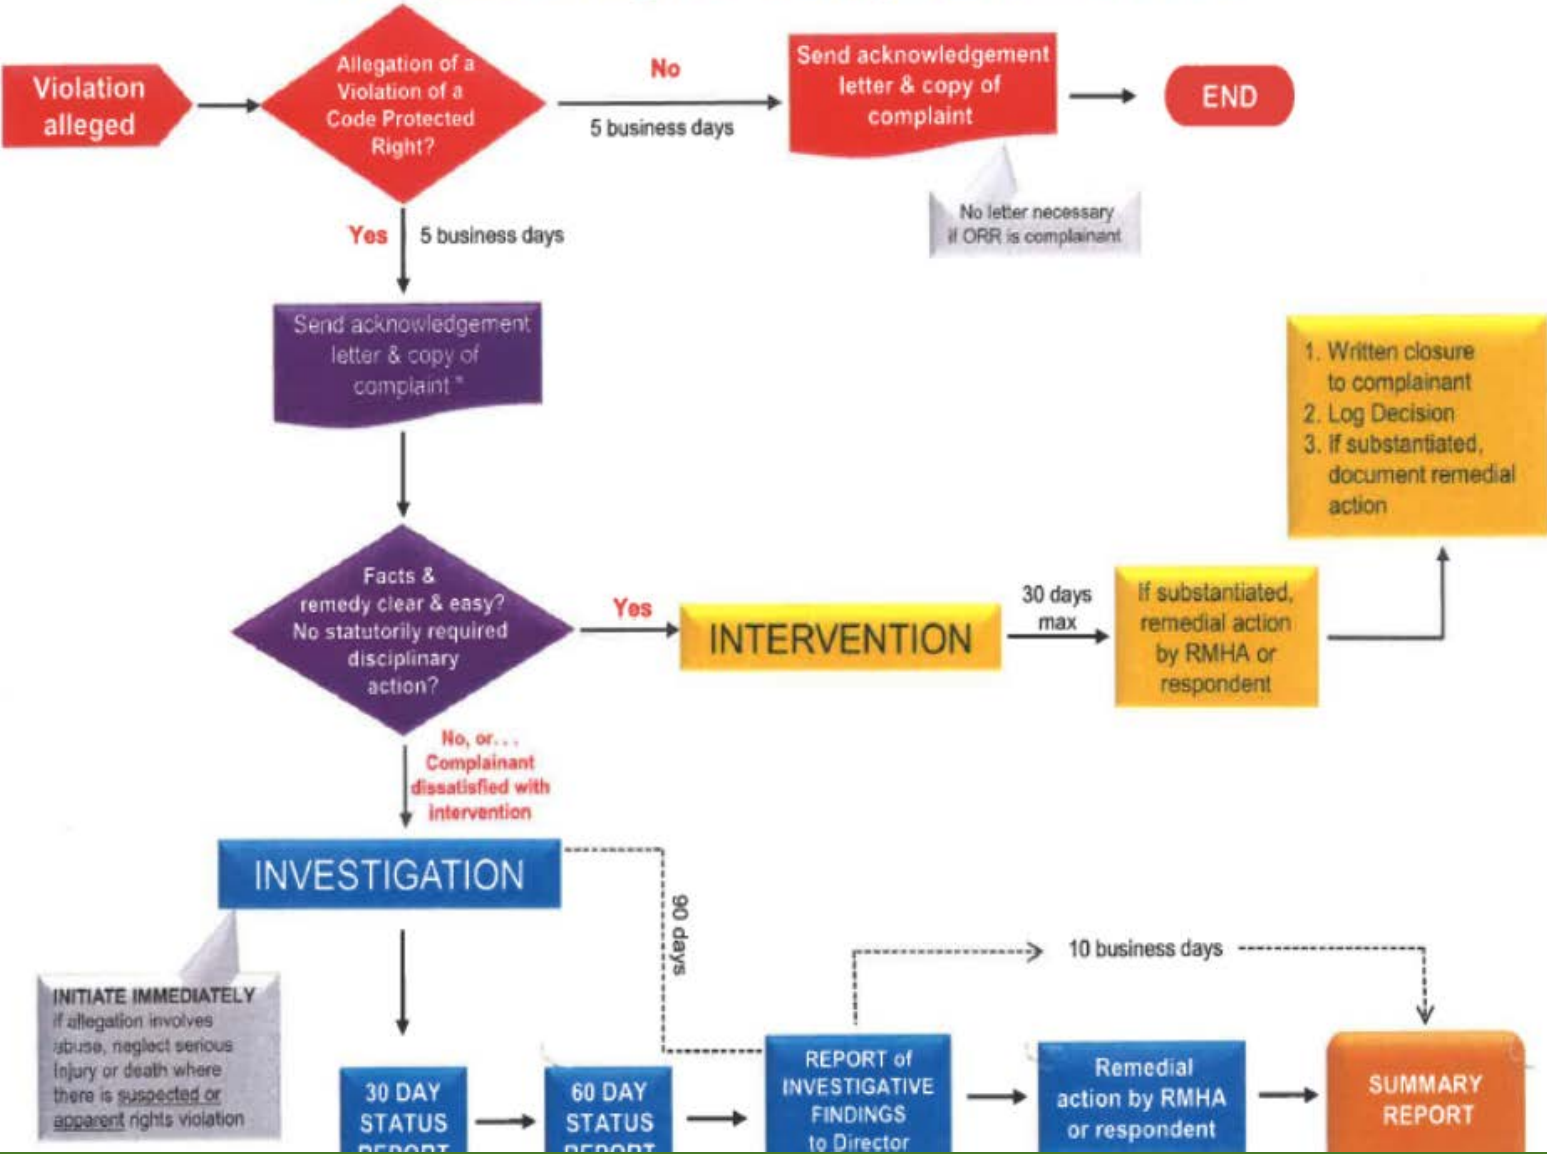 Violation
alleged
Allegation of a
Violation of a
Code Protected
Right?
No
5 business days
Send acknowledgement
letter & copy of
complaint
END
No letter necessary
if ORR is complainant
Yes
5 business days
Send acknowledgement
letter & copy of
complaint *
Facts &
remedy clear & easy?
No statutorily required
disciplinary
action?
Yes
INTERVENTION
30 days
max
If substantiated,
remedial action
by RMHA or
respondent
1. Written closure
to complainant
2. Log Decision
3. If substantiated,
document remedial
action
No, or. . .
Complainant
dissatisfied with
intervention
INVESTIGATION
90 days
INITIATE IMMEDIATELY
if allegation involves
abuse, neglect serious
Injury or death where
there is suspected or
apparent rights violation
30 DAY
STATUS
REPORT
60 DAY
STATUS
REPORT
REPORT of
INVESTIGATIVE
FINDINGS
to Director
10 business days
Remedial
action by RMHA
or respondent
SUMMARY
REPORT